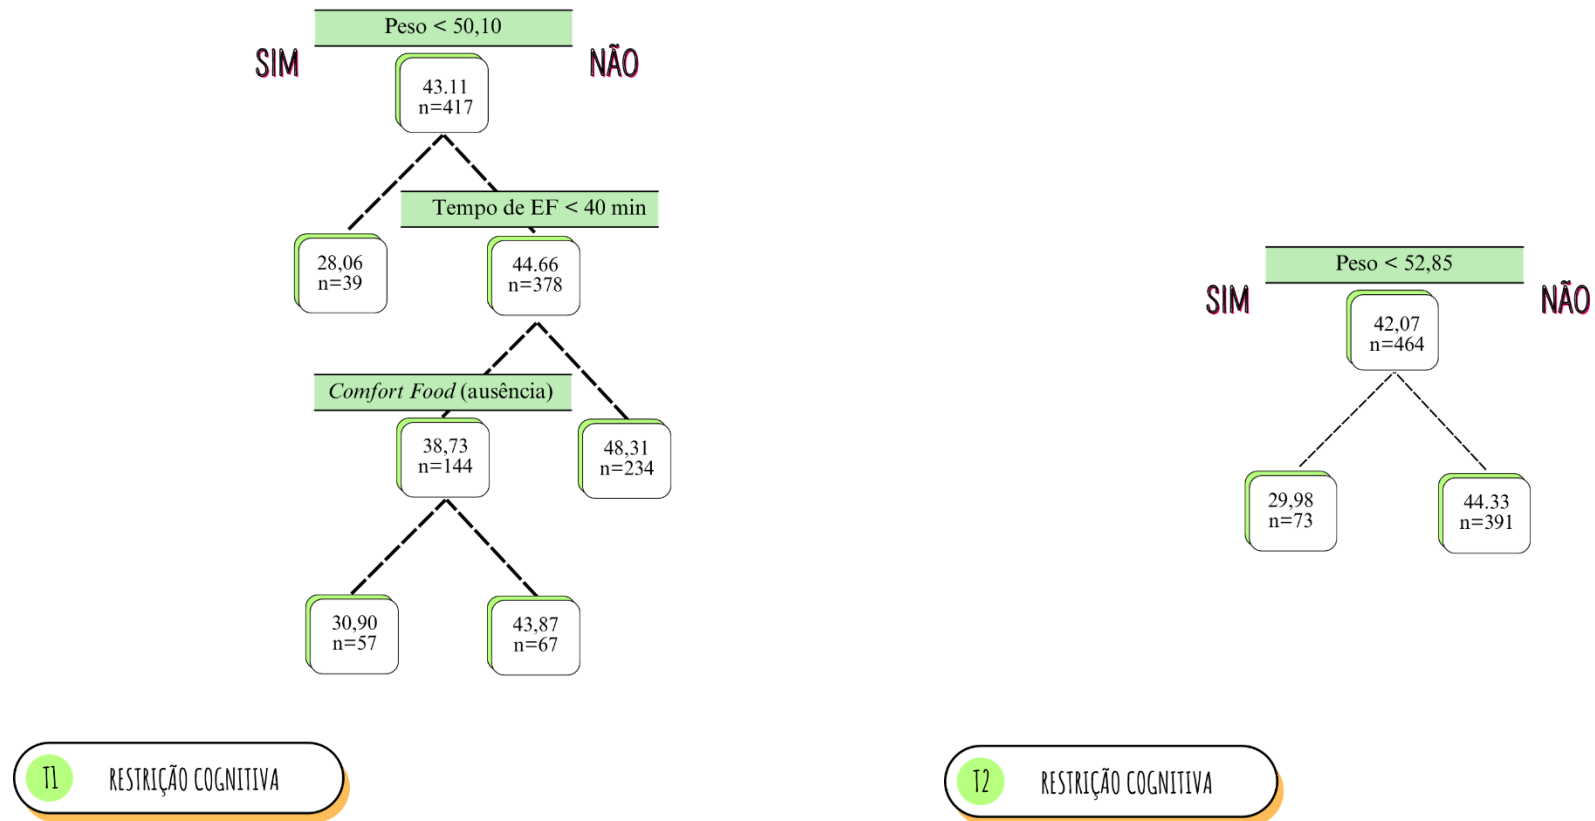 Peso < 50,10
SIM
NÃO
43.11
n=417
Tempo de EF < 40 min
28,06
n=39
44.66
n=378
Comfort Food (ausência)
38,73
n=144
48,31
n=234
30,90
n=57
43,87
n=67
T1 RESTRIÇÃO COGNITIVA
Peso < 52,85
SIM
NÃO
42,07
n=464
29,98
n=73
44.33
n=391
T2 RESTRIÇÃO COGNITIVA